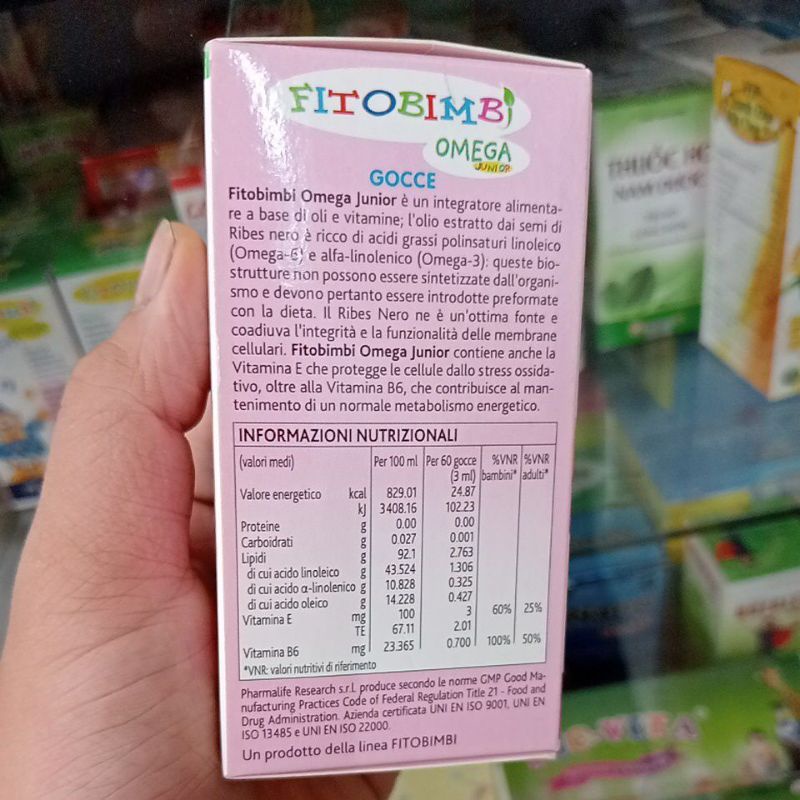 FITOBIMBI
OMEGA
JUNIOR
GOCCE
Fitobimbi Omega Junior è un integratore alimenta-
re a base di oli e vitamine; l'olio estratto dai semi di
Ribes nero è ricco di acidi grassi polinsaturi linoleico
(Omega-6) e alfa-linolenico (Omega-3): queste bio-
strutture non possono essere sintetizzate dall'organi-
smo e devono pertanto essere introdotte preformate
con la dieta. Il Ribes Nero ne è un'ottima fonte e
coadiuva l'integrità e la funzionalità delle membrane
cellulari. Fitobimbi Omega Junior contiene anche la
Vitamina E che protegge le cellule dallo stress ossida-
tivo, oltre alla Vitamina B6, che contribuisce al man-
tenimento di un normale metabolismo energetico.
INFORMAZIONI NUTRIZIONALI
(valori medi) Per 100 ml Per 60 gocce (3 ml) %VNR bambini* %VNR adulti*
Valore energetico kcal 829.01 24.87
kJ 3408.16 102.23
Proteine g 0.00 0.00
Carboidrati g 0.027 0.001
Lipidi g 92.1 2.763
di cui acido linoleico g 43.524 1.306
di cui acido α-linolenico g 10.828 0.325
di cui acido oleico g 14.228 0.427
Vitamina E mg 100 3 60% 25%
TE 67.11 2.01
Vitamina B6 mg 23.365 0.700 100% 50%
*VNR: valori nutritivi di riferimento
Pharmalife Research s.r.l. produce secondo le norme GMP Good Ma-
nufacturing Practices Code of Federal Regulation Title 21 - Food and
Drug Administration. Azienda certificata UNI EN ISO 9001, UNI EN
ISO 13485 e UNI EN ISO 22000.
Un prodotto della linea FITOBIMBI
THUỐC HO